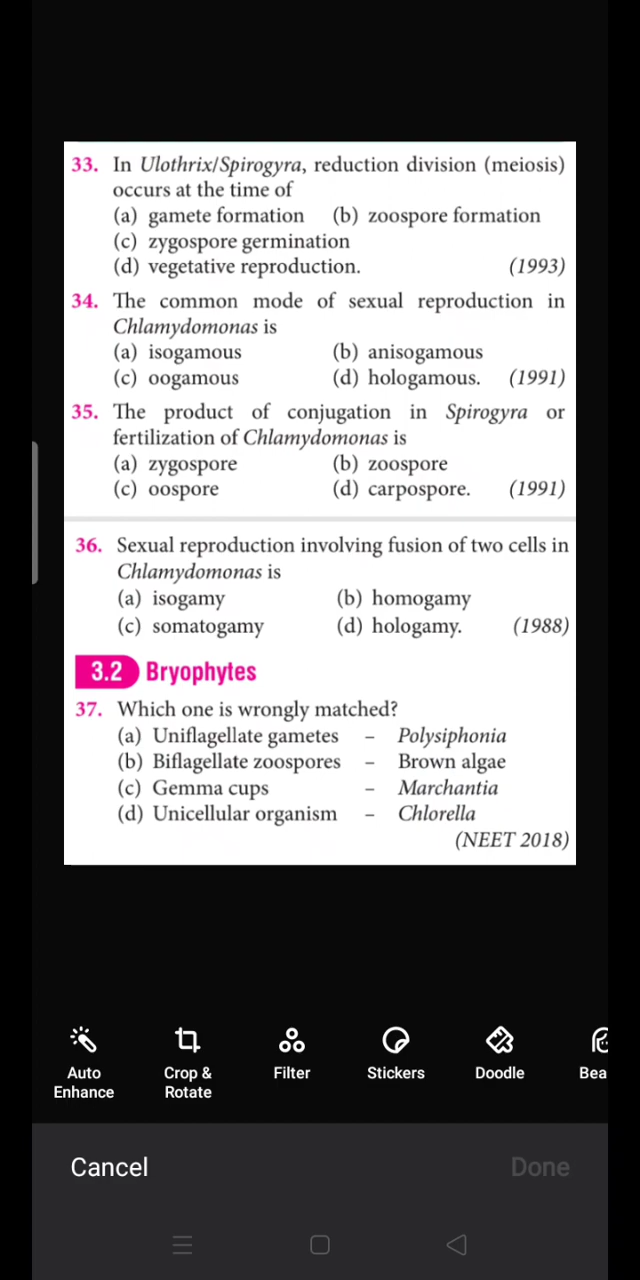 33. In Ulothrix/Spirogyra, reduction division (meiosis)
occurs at the time of
(a) gamete formation (b) zoospore formation
(c) zygospore germination
(d) vegetative reproduction. (1993)
34. The common mode of sexual reproduction in
Chlamydomonas is
(a) isogamous (b) anisogamous
(c) oogamous (d) hologamous. (1991)
35. The product of conjugation in Spirogyra or
fertilization of Chlamydomonas is
(a) zygospore (b) zoospore
(c) oospore (d) carpospore. (1991)
36. Sexual reproduction involving fusion of two cells in
Chlamydomonas is
(a) isogamy (b) homogamy
(c) somatogamy (d) hologamy. (1988)
3.2 Bryophytes
37. Which one is wrongly matched?
(a) Uniflagellate gametes – Polysiphonia
(b) Biflagellate zoospores – Brown algae
(c) Gemma cups – Marchantia
(d) Unicellular organism – Chlorella
(NEET 2018)
Auto Enhance
Crop & Rotate
Filter
Stickers
Doodle
Bea
Cancel
Done